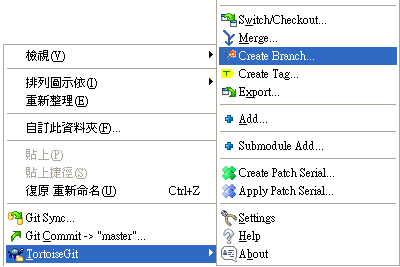 檢視(V)
排列圖示依(I)
重新整理(E)
自訂此資料夾(F)...
貼上(P)
貼上捷徑(S)
復原 重新命名(U) Ctrl+Z
Git Sync...
Git Commit -> "master"...
TortoiseGit
Switch/Checkout...
Merge...
Create Branch...
Create Tag...
Export...
Add...
Submodule Add...
Create Patch Serial...
Apply Patch Serial...
Settings
Help
About